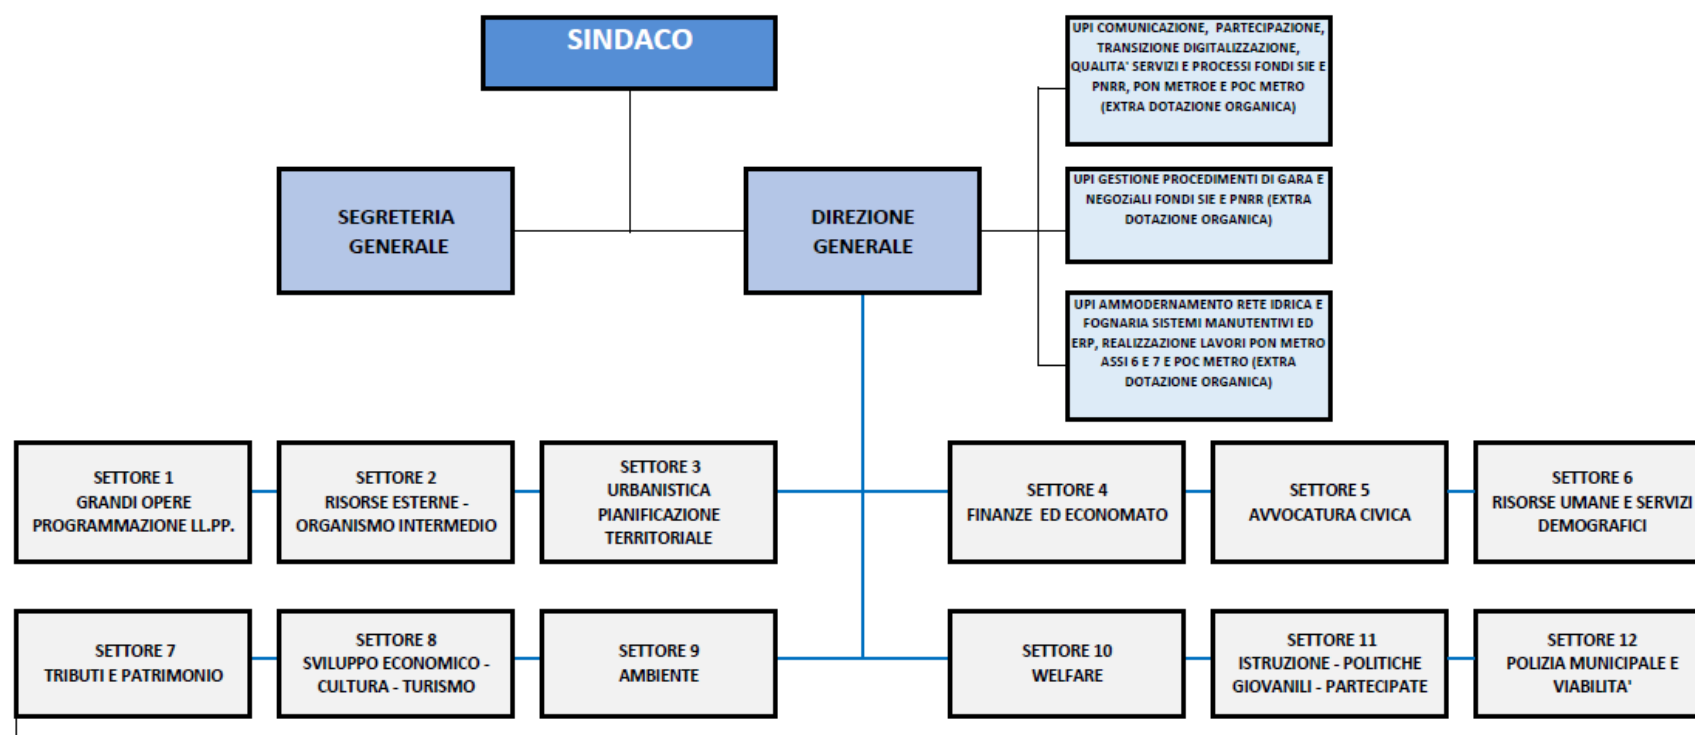 SINDACO
UPI COMUNICAZIONE, PARTECIPAZIONE,
TRANSIZIONE DIGITALIZZAZIONE,
QUALITA' SERVIZI E PROCESSI FONDI SIE E
PNRR, PON METROE E POC METRO
(EXTRA DOTAZIONE ORGANICA)
SEGRETERIA
GENERALE
DIREZIONE
GENERALE
UPI GESTIONE PROCEDIMENTI DI GARA E
NEGOZiALI FONDI SIE E PNRR (EXTRA
DOTAZIONE ORGANICA)
UPI AMMODERNAMENTO RETE IDRICA E
FOGNARIA SISTEMI MANUTENTIVI ED
ERP, REALIZZAZIONE LAVORI PON METRO
ASSI 6 E 7 E POC METRO (EXTRA
DOTAZIONE ORGANICA)
SETTORE 1
GRANDI OPERE
PROGRAMMAZIONE LL.PP.
SETTORE 2
RISORSE ESTERNE -
ORGANISMO INTERMEDIO
SETTORE 3
URBANISTICA
PIANIFICAZIONE
TERRITORIALE
SETTORE 4
FINANZE ED ECONOMATO
SETTORE 5
AVVOCATURA CIVICA
SETTORE 6
RISORSE UMANE E SERVIZI
DEMOGRAFICI
SETTORE 7
TRIBUTI E PATRIMONIO
SETTORE 8
SVILUPPO ECONOMICO -
CULTURA - TURISMO
SETTORE 9
AMBIENTE
SETTORE 10
WELFARE
SETTORE 11
ISTRUZIONE - POLITICHE
GIOVANILI - PARTECIPATE
SETTORE 12
POLIZIA MUNICIPALE E
VIABILITA'